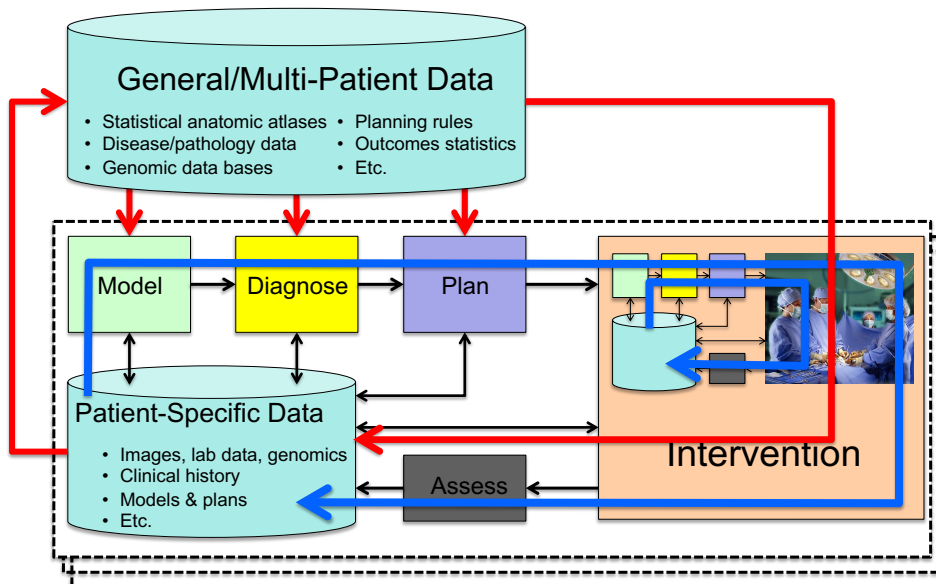 General/Multi-Patient Data
• Statistical anatomic atlases
• Disease/pathology data
• Genomic data bases
• Planning rules
• Outcomes statistics
• Etc.
Model
Diagnose
Plan
Patient-Specific Data
• Images, lab data, genomics
• Clinical history
• Models & plans
• Etc.
Assess
Intervention